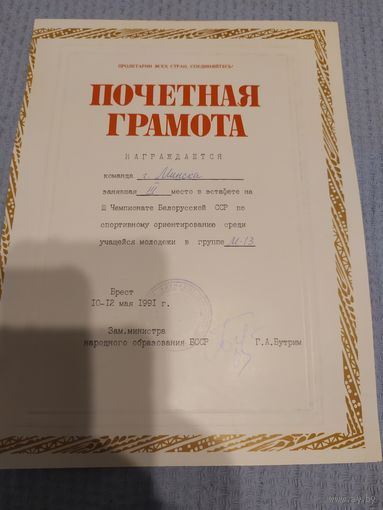 ПРОЛЕТАРИИ ВСЕХ СТРАН, СОЕДИНЯЙТЕСЬ!
ПОЧЕТНАЯ
ГРАМОТА
НАГРАЖДАЕТСЯ
команда г. Минска
занявшая III место в эстафете на
III Чемпионате Белорусской ССР по
спортивному ориентированию среди
учащейся молодежи в группе М-13
Брест
10-12 мая 1991 г.
Зам.министра
народного образования БССР Г.А.Бутрим